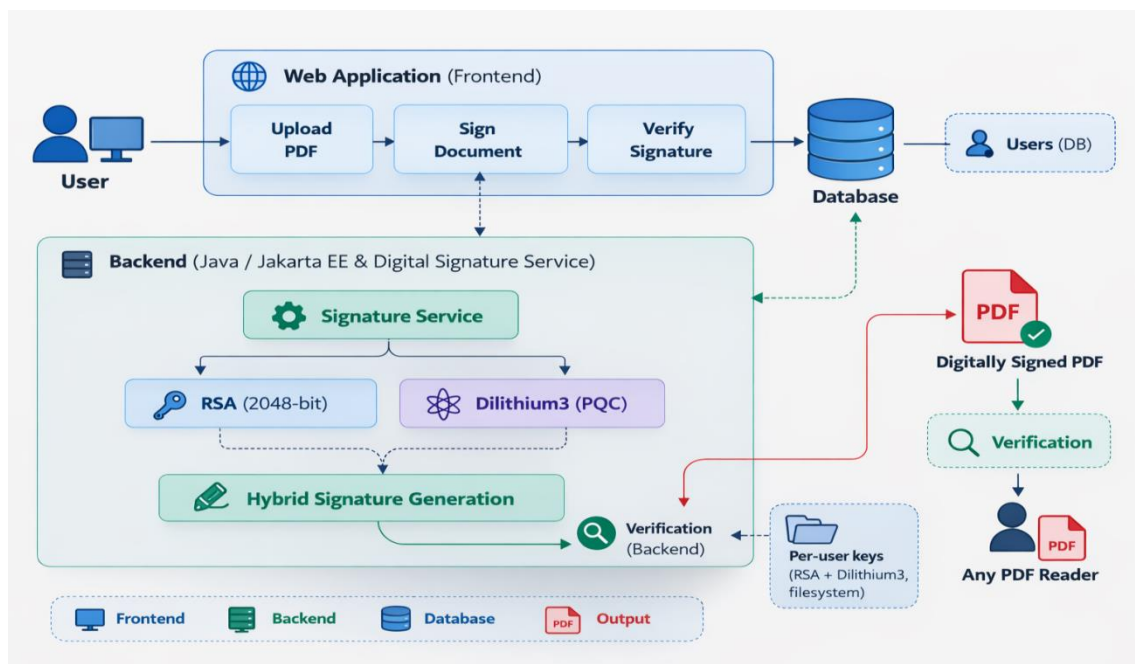 Web Application (Frontend)
Upload
PDF
Sign
Document
Verify
Signature
User
Database
Users (DB)
Backend (Java / Jakarta EE & Digital Signature Service)
Signature Service
RSA (2048-bit)
Dilithium3 (PQC)
Hybrid Signature Generation
Verification
(Backend)
Per-user keys
(RSA + Dilithium3,
filesystem)
PDF
Digitally Signed PDF
Verification
PDF
Any PDF Reader
Frontend
Backend
Database
PDF
Output